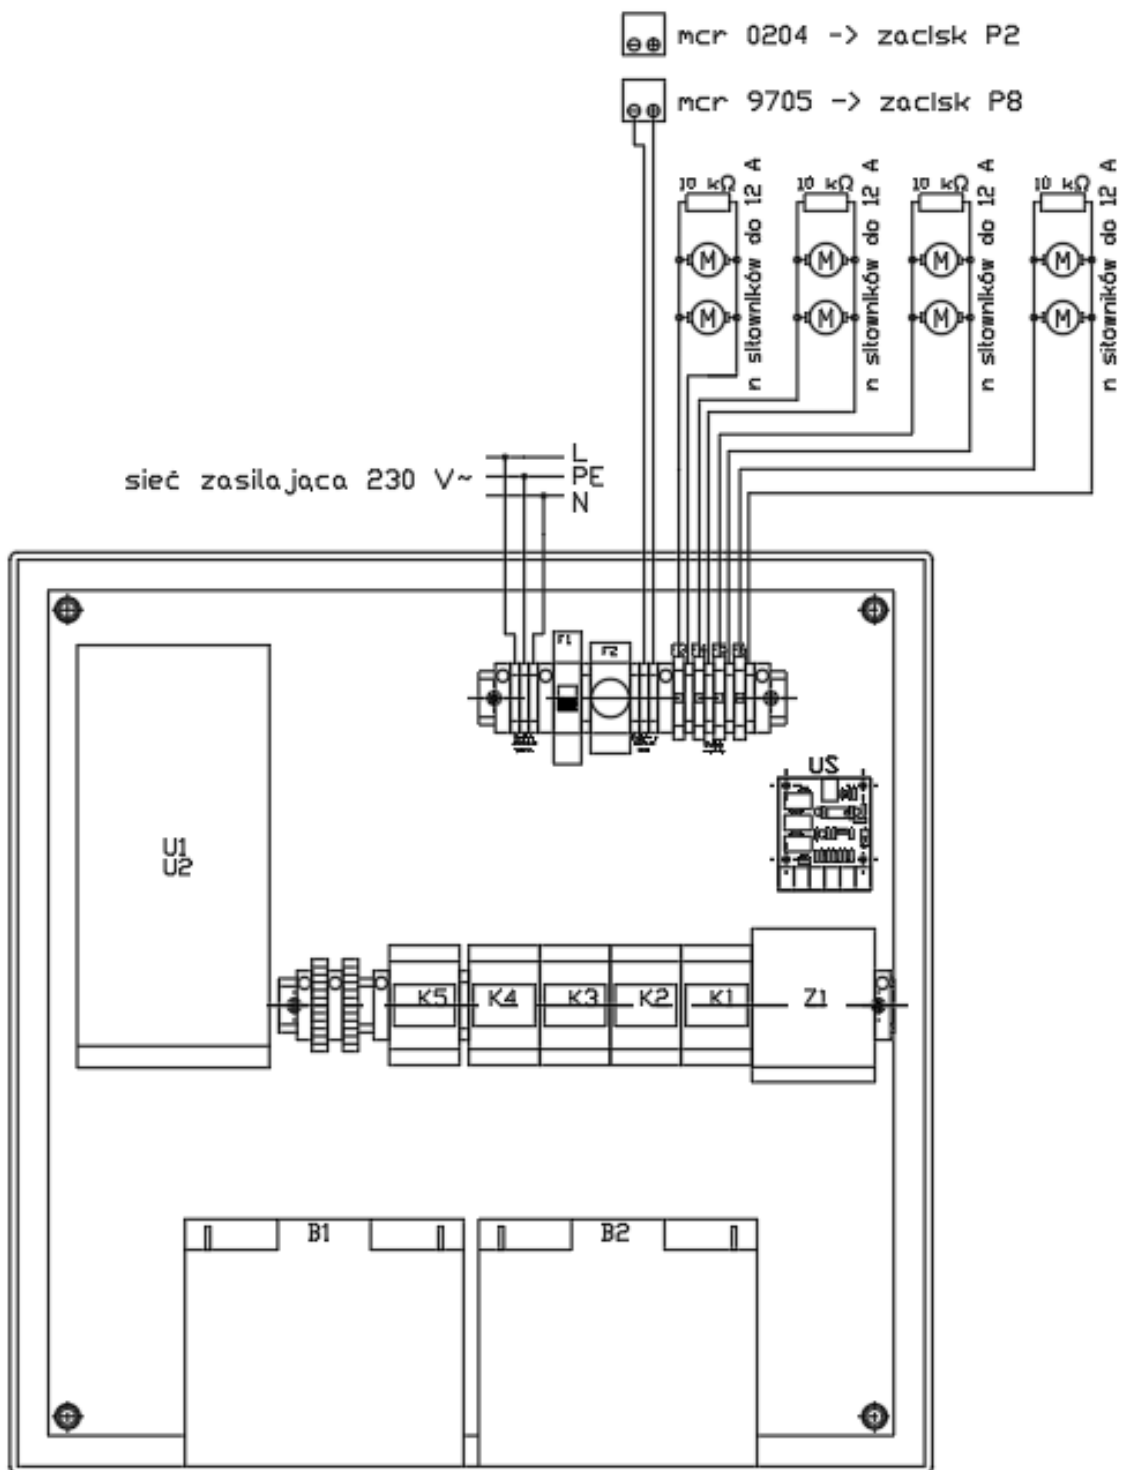 mcr 0204 -> zacisk P2
mcr 9705 -> zacisk P8
10 kΩ
10 kΩ
10 kΩ
10 kΩ
n siłowników do 12 A
n siłowników do 12 A
n siłowników do 12 A
n siłowników do 12 A
M
M
M
M
M
M
M
M
L
sieć zasilająca 230 V~
PE
N
F1
F2
US
U1
U2
K5
K4
K3
K2
K1
Z1
B1
B2